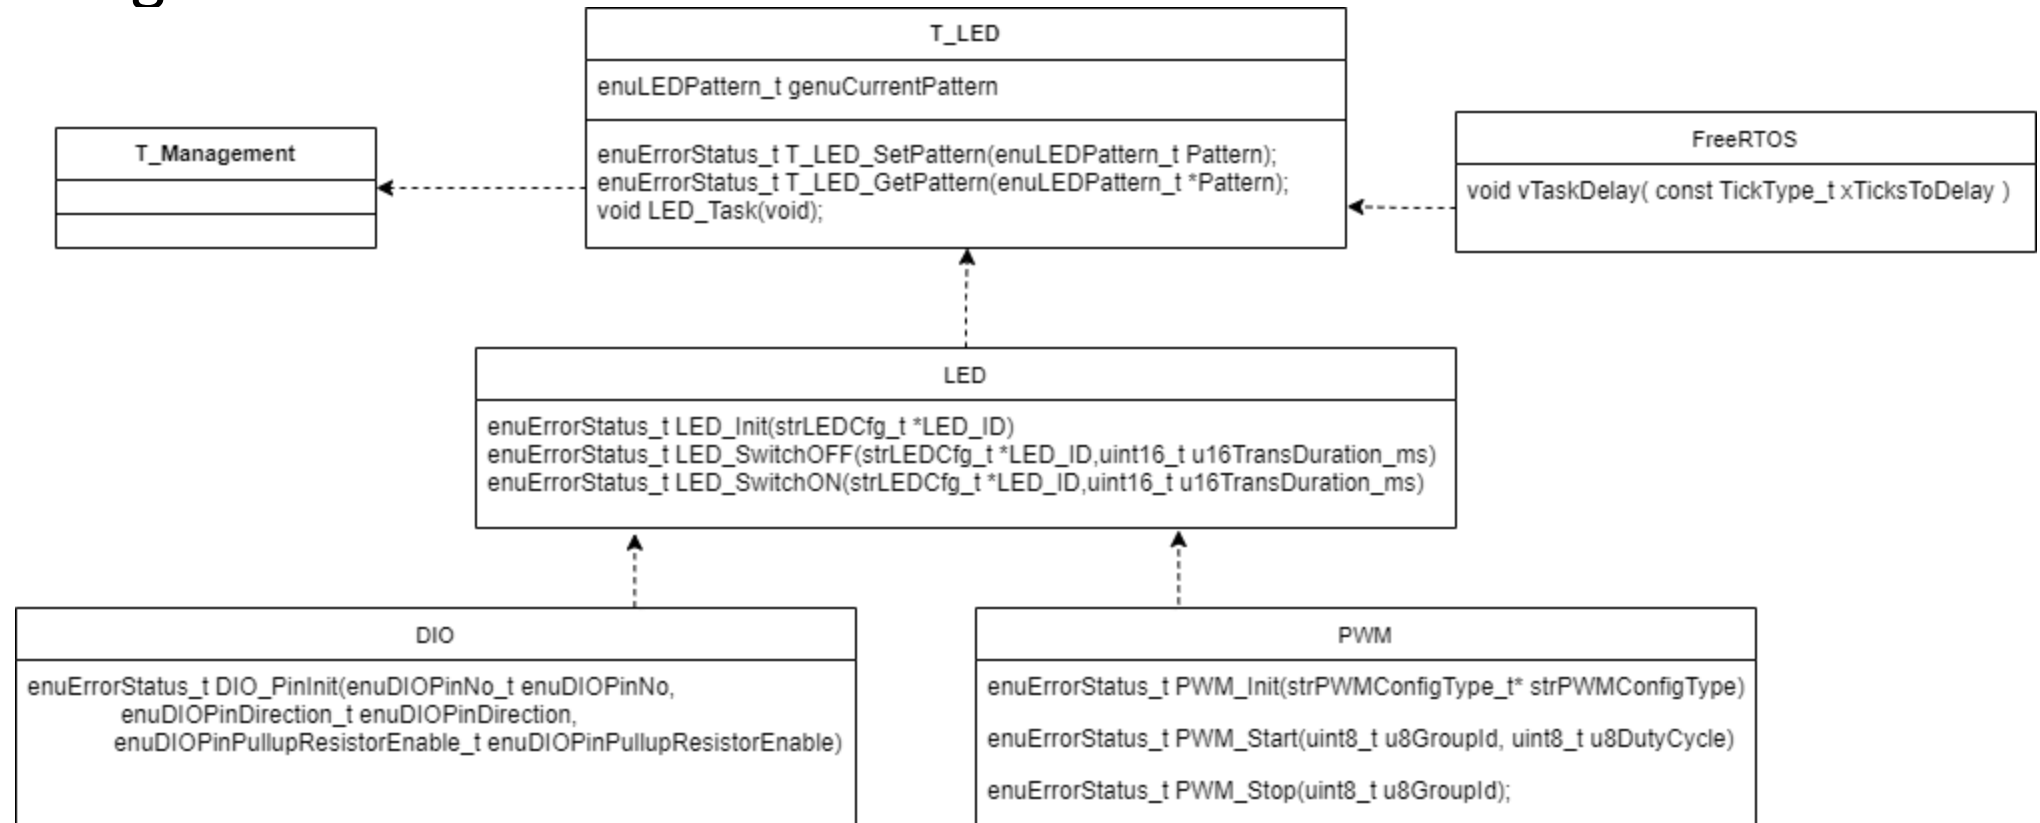 T_LED
enuLEDPattern_t genuCurrentPattern
enuErrorStatus_t T_LED_SetPattern(enuLEDPattern_t Pattern);
enuErrorStatus_t T_LED_GetPattern(enuLEDPattern_t *Pattern);
void LED_Task(void);
T_Management
FreeRTOS
void vTaskDelay( const TickType_t xTicksToDelay )
LED
enuErrorStatus_t LED_Init(strLEDCfg_t *LED_ID)
enuErrorStatus_t LED_SwitchOFF(strLEDCfg_t *LED_ID,uint16_t u16TransDuration_ms)
enuErrorStatus_t LED_SwitchON(strLEDCfg_t *LED_ID,uint16_t u16TransDuration_ms)
DIO
enuErrorStatus_t DIO_PinInit(enuDIOPinNo_t enuDIOPinNo,
enuDIOPinDirection_t enuDIOPinDirection,
enuDIOPinPullupResistorEnable_t enuDIOPinPullupResistorEnable)
PWM
enuErrorStatus_t PWM_Init(strPWMConfigType_t* strPWMConfigType)
enuErrorStatus_t PWM_Start(uint8_t u8GroupId, uint8_t u8DutyCycle)
enuErrorStatus_t PWM_Stop(uint8_t u8GroupId);